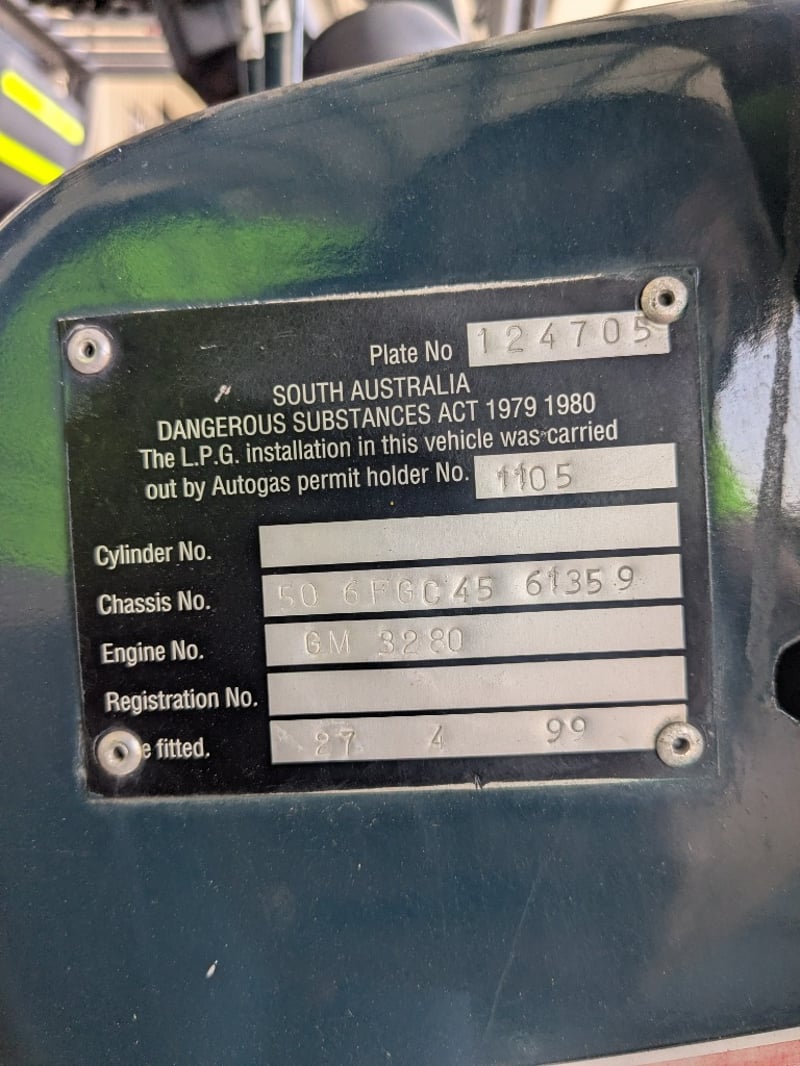 Plate No 124705
SOUTH AUSTRALIA
DANGEROUS SUBSTANCES ACT 1979 1980
The L.P.G. installation in this vehicle was carried
out by Autogas permit holder No. 1105
Cylinder No.
Chassis No. 50 6FGC45 61359
Engine No. GM 3280
Registration No.
e fitted. 27 4 99